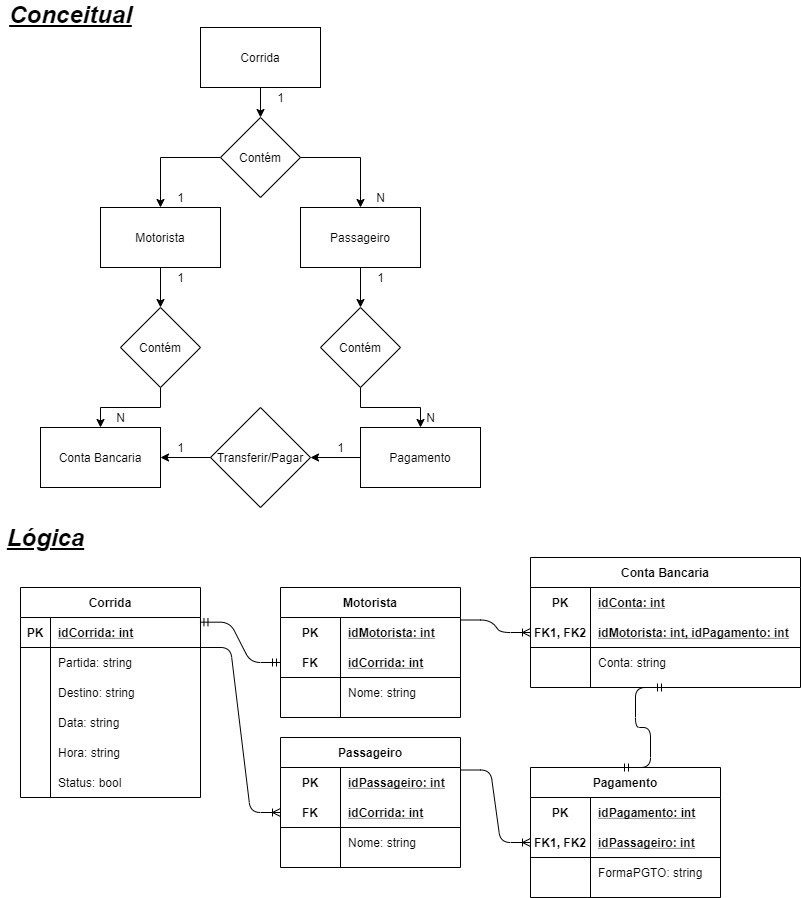 Conceitual
Corrida
1
Contém
1
N
Motorista
Passageiro
1
1
Contém
Contém
N
N
Conta Bancaria
1
Transferir/Pagar
1
Pagamento
Lógica
Corrida
PK idCorrida: int
Partida: string
Destino: string
Data: string
Hora: string
Status: bool
Motorista
PK idMotorista: int
FK idCorrida: int
Nome: string
Conta Bancaria
PK idConta: int
FK1, FK2 idMotorista: int, idPagamento: int
Conta: string
Passageiro
PK idPassageiro: int
FK idCorrida: int
Nome: string
Pagamento
PK idPagamento: int
FK1, FK2 idPassageiro: int
FormaPGTO: string